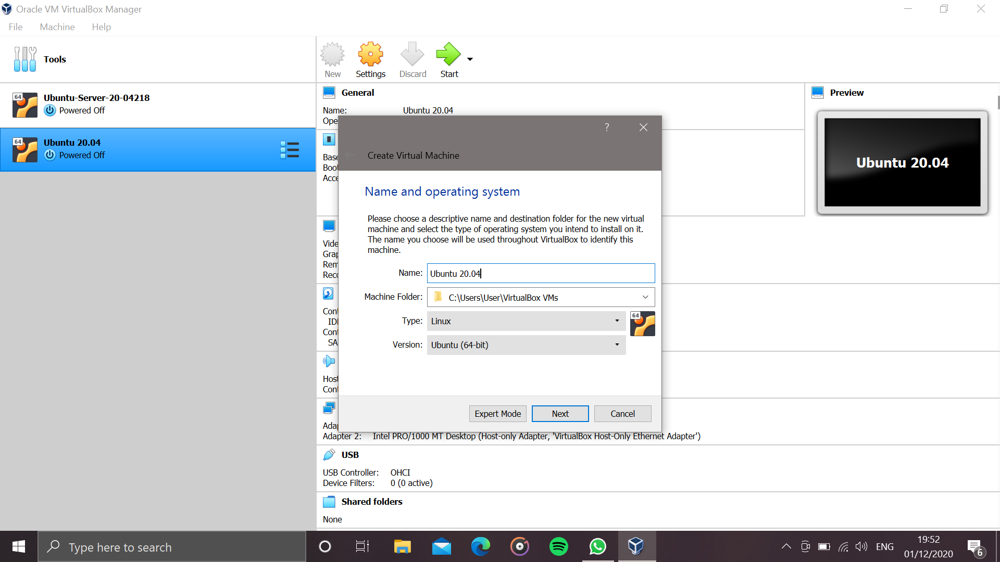 Oracle VM VirtualBox Manager
File Machine Help
Tools
New Settings Discard Start
64
Ubuntu-Server-20-04218
Powered Off
64
Ubuntu 20.04
Powered Off
General
Name: Ubuntu 20.04
Ope
Preview
Ubuntu 20.04
Base
Boot
Acce
Vide
Grap
Rem
Reco
Cont
IDE
Cont
SA
Host
Cont
Adap
Adapter 2: Intel PRO/1000 MT Desktop (Host-only Adapter, 'VirtualBox Host-Only Ethernet Adapter')
USB
USB Controller: OHCI
Device Filters: 0 (0 active)
Shared folders
None
?
Create Virtual Machine
Name and operating system
Please choose a descriptive name and destination folder for the new virtual
machine and select the type of operating system you intend to install on it.
The name you choose will be used throughout VirtualBox to identify this
machine.
Name: Ubuntu 20.04
Machine Folder: C:\Users\User\VirtualBox VMs
Type: Linux
64
Version: Ubuntu (64-bit)
Expert Mode Next Cancel
Type here to search
ENG
19:52
01/12/2020
6